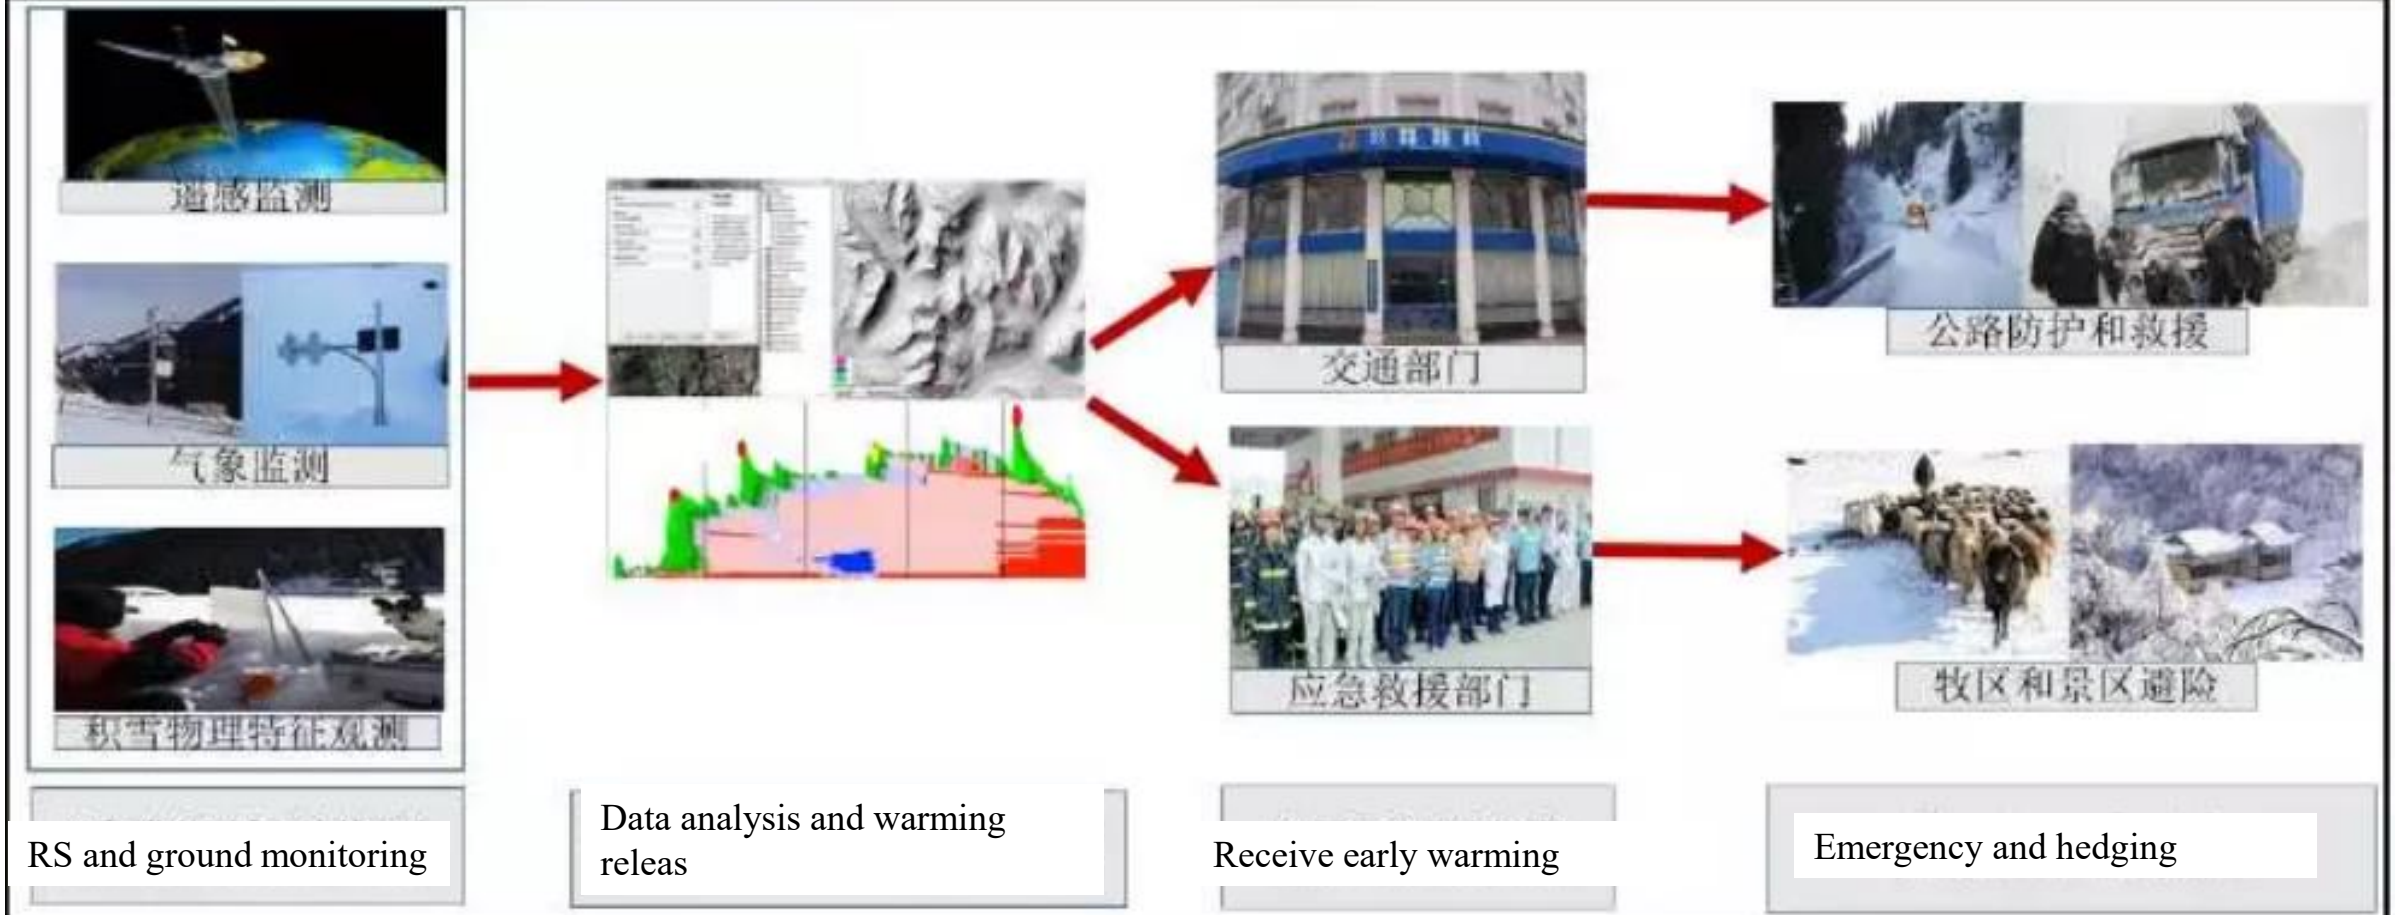 遥感监测
气象监测
积雪物理特征观测
交通部门
应急救援部门
公路防护和救援
牧区和景区避险
RS and ground monitoring
Data analysis and warming
releas
Receive early warming
Emergency and hedging